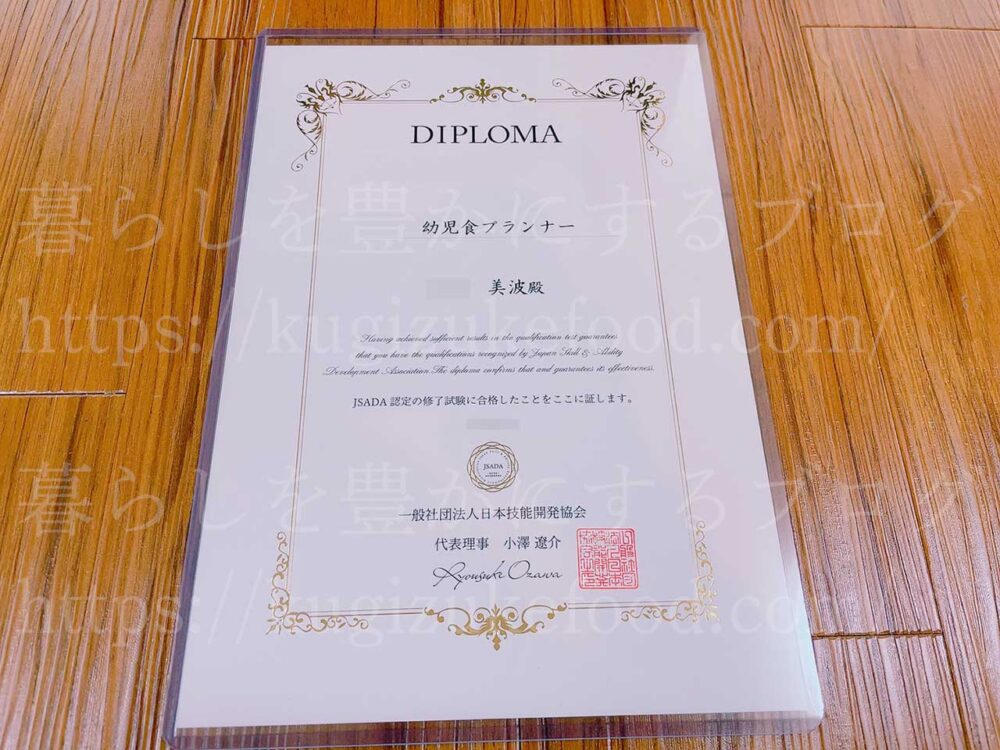 DIPLOMA
幼児食プランナー
美波殿
Having achieved sufficient results in the qualification test guarantees
that you have the qualifications recognized by Japan Skill & Ability
Development Association.The diploma confirms that and guarantees its effectiveness.
JSADA 認定の修了試験に合格したことをここに証します。
JSADA
一般社団法人日本技能開発協会
代表理事 小澤 遼介
Ryousuke Ozawa
暮らしを豊かにするブログ
https://kugizukefood.com/
暮らしを豊かにするブログ
https://kugizukefood.com/